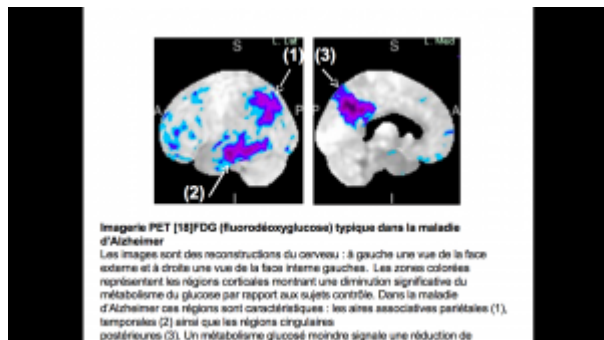 L. Lat
L. Med
S
S
(1)
(3)
A
P
P
A
(2)
I
I
Imagerie PET [18]FDG (fluorodéoxyglucose) typique dans la maladie
d'Alzheimer
Les images sont des reconstructions du cerveau : à gauche une vue de la face
externe et à droite une vue de la face interne gauches. Les zones colorées
représentent les régions corticales montrant une diminution significative du
métabolisme du glucose par rapport aux sujets contrôle. Dans la maladie
d'Alzheimer ces régions sont caractéristiques : les aires associatives pariétales (1),
temporales (2) ainsi que les régions cingulaires
postérieures (3). Un métabolisme glucosé moindre signale une réduction de